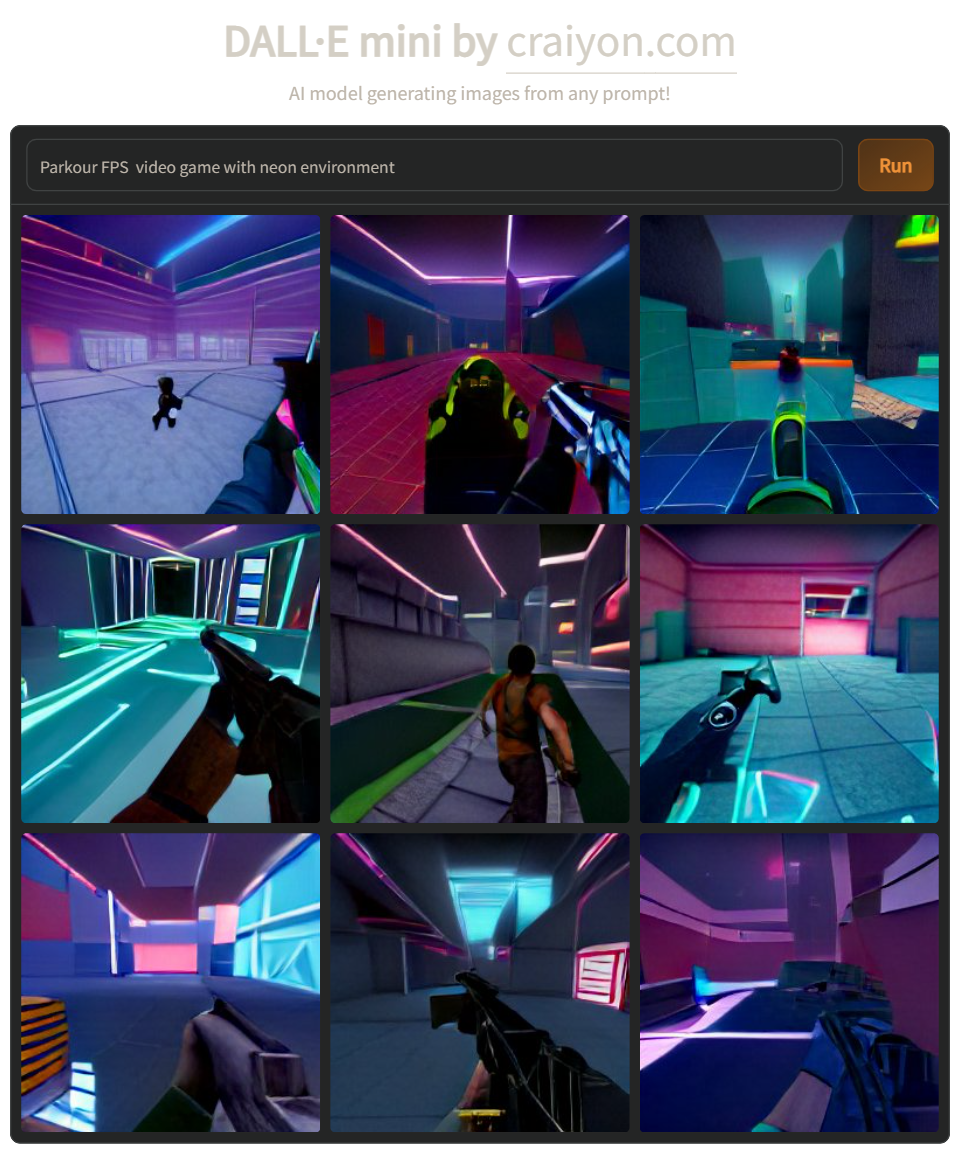 DALL·E mini by craiyon.com
AI model generating images from any prompt!
Parkour FPS  video game with neon environment
Run